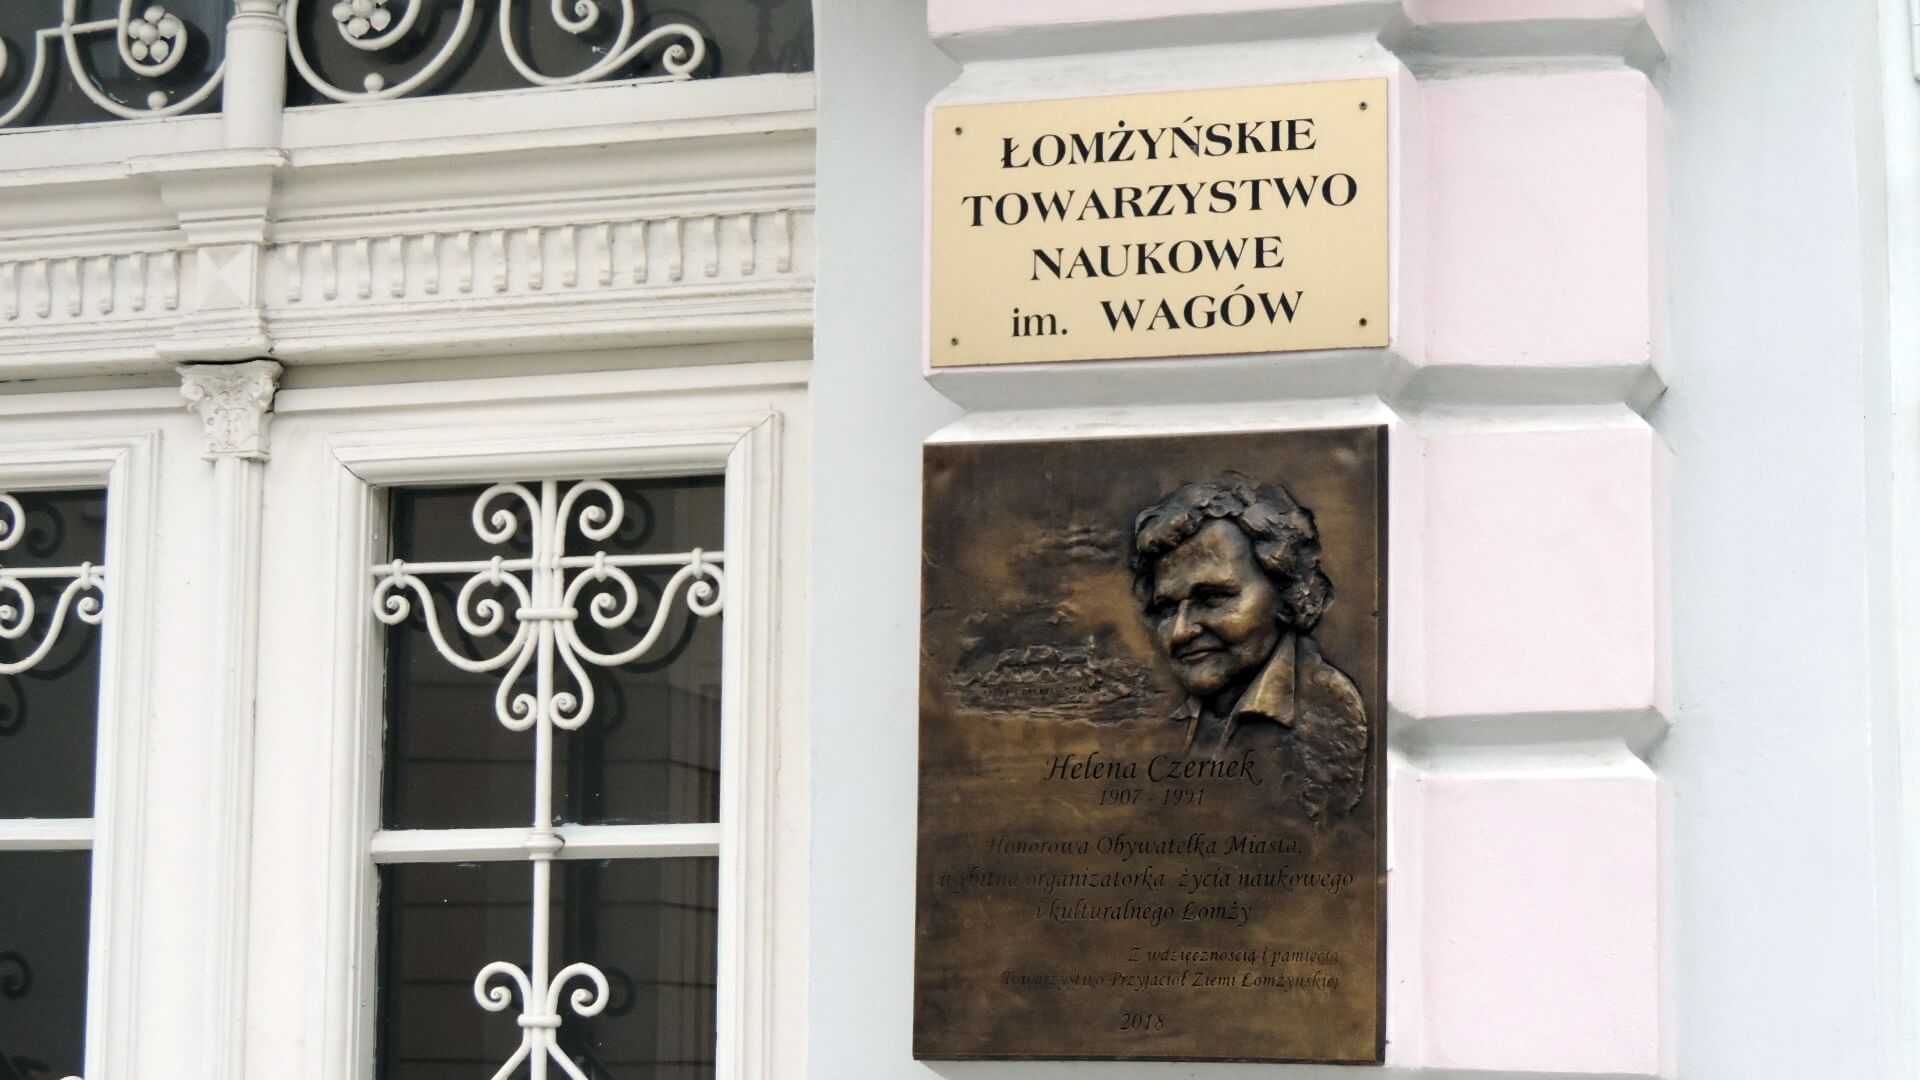 ŁOMŻYŃSKIE
TOWARZYSTWO
NAUKOWE
im. WAGÓW
Helena Czernek
1907 - 1991
Honorowa Obywatelka Miasta,
wybitna organizatorka życia naukowego
i kulturalnego Łomży
Z wdzięcznością i pamięcią
Towarzystwo Przyjaciół Ziemi Łomżyńskiej
2018